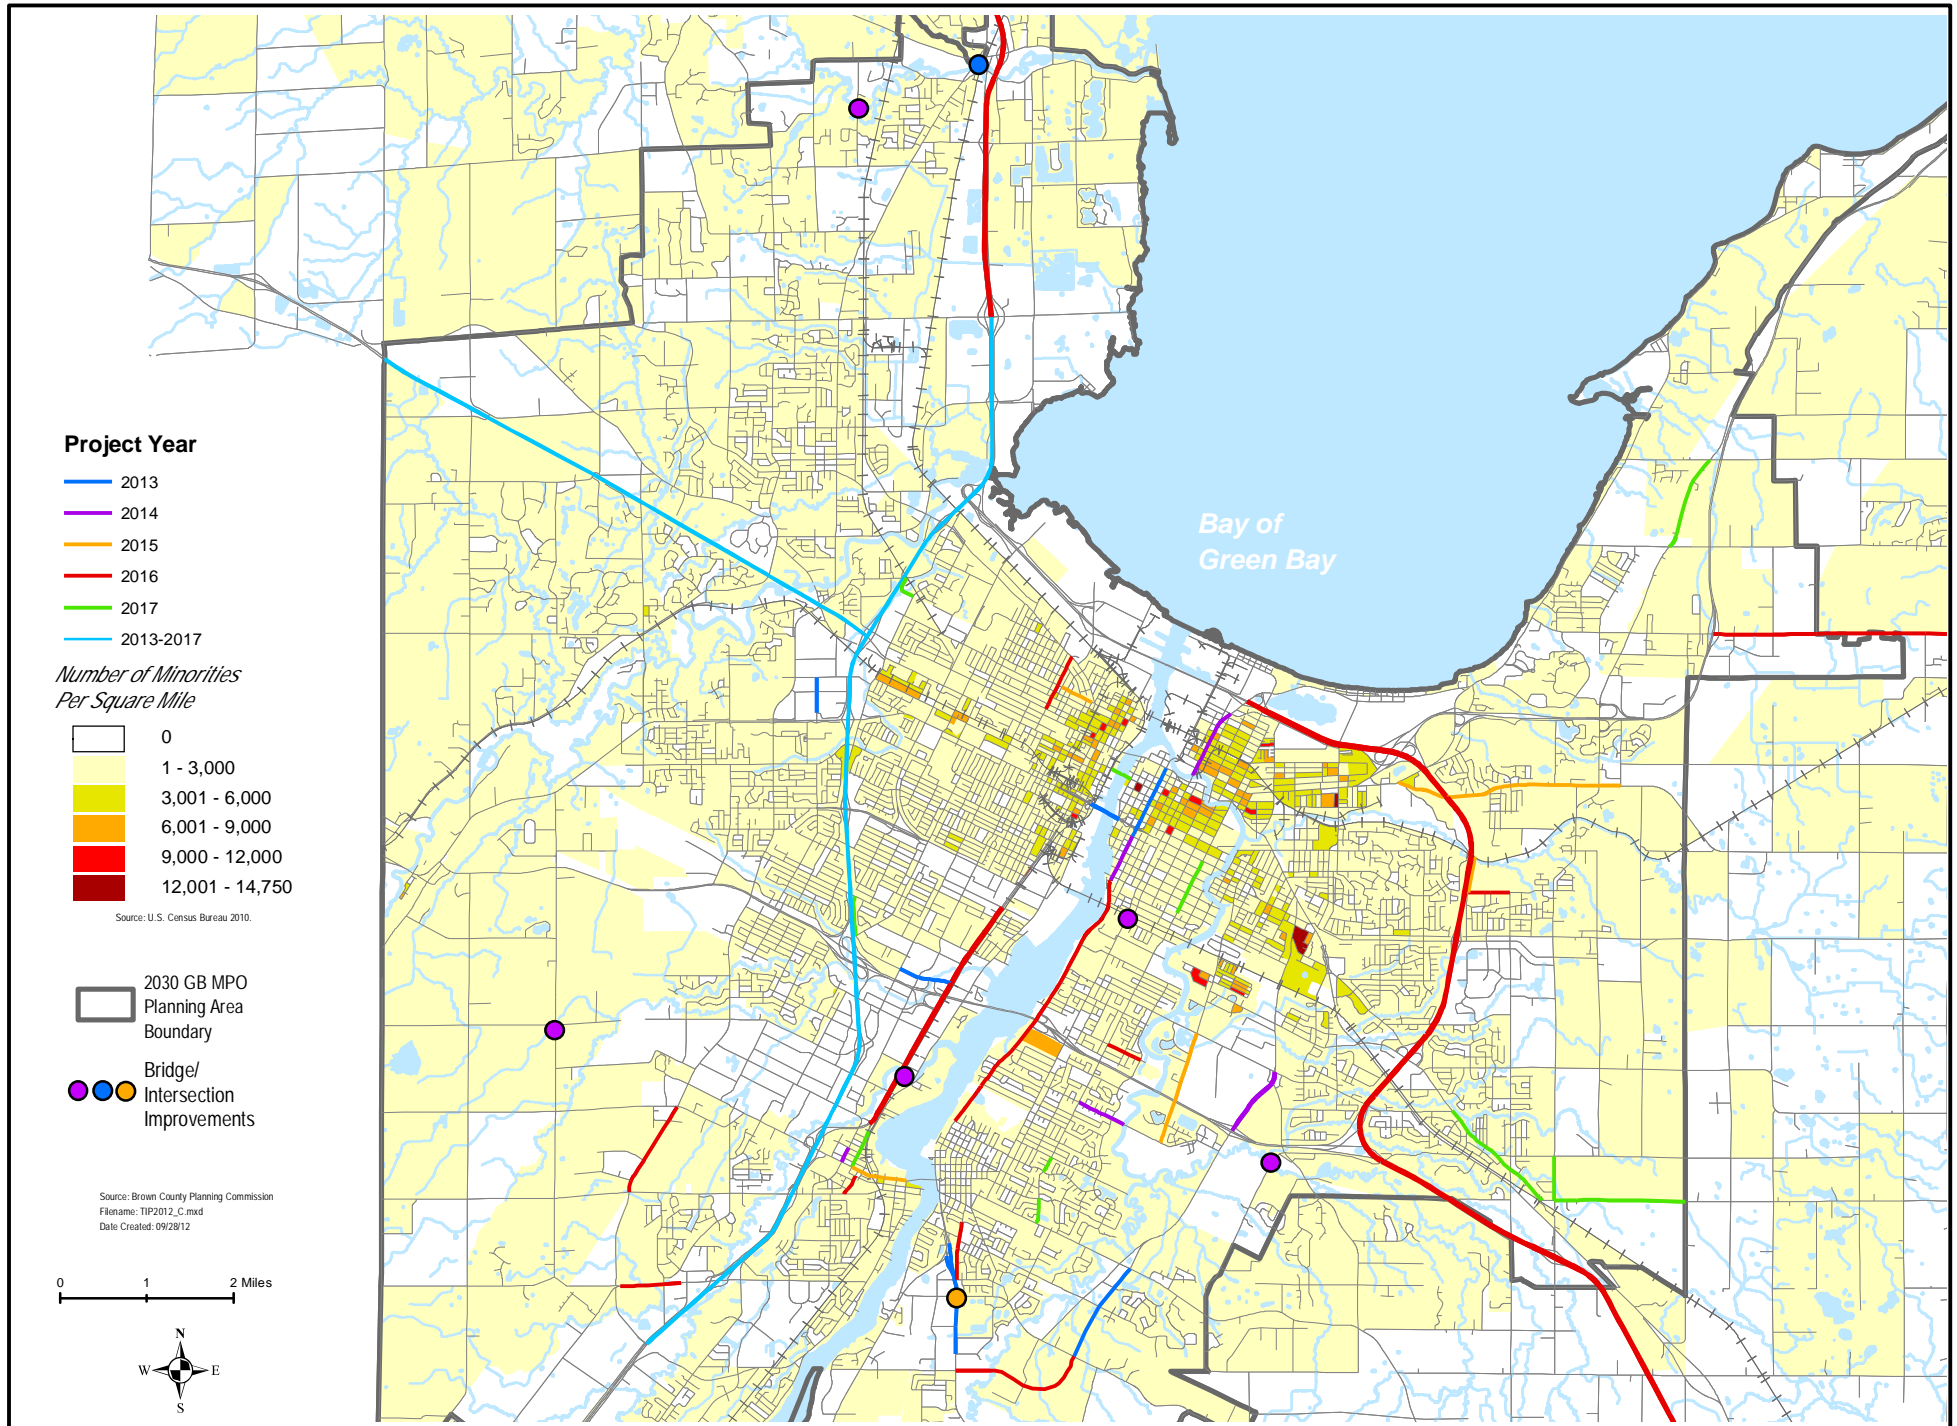 Project Year
2013
2014
2015
2016
2017
2013-2017
Number of Minorities
Per Square Mile
0
1 - 3,000
3,001 - 6,000
6,001 - 9,000
9,000 - 12,000
12,001 - 14,750
Source: U.S. Census Bureau 2010.
2030 GB MPO
Planning Area
Boundary
Bridge/
Intersection
Improvements
Source: Brown County Planning Commission
Filename: TIP2012_C.mxd
Date Created: 09/28/12
0 1 2 Miles
N
W E
S
Bay of
Green Bay